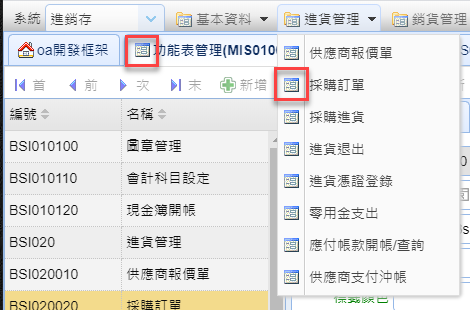 系統 進銷存 基本資料 進貨管理 銷貨管理
oa開發框架 功能表管理(MIS010
首 前 次 末 新增
編號 名稱
BSI010100 圖章管理
BSI010110 會計科目設定
BSI010120 現金簿開帳
BSI020 進貨管理
BSI020010 供應商報價單
BSI020020 採購訂單
供應商報價單
採購訂單
採購進貨
進貨退出
進貨憑證登錄
零用金支出
應付帳款開帳/查詢
供應商支付沖帳
標籤顏色